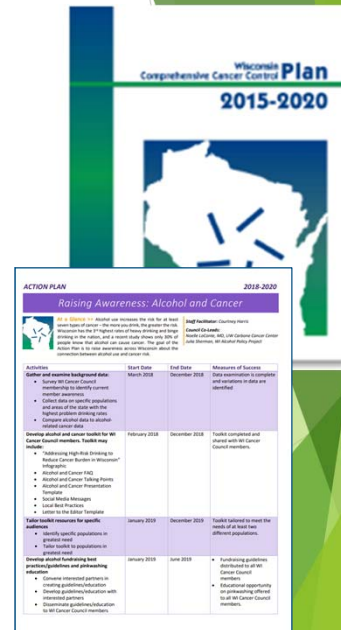 Wisconsin
Comprehensive Cancer Control Plan
2015-2020
ACTION PLAN
2018-2020
Raising Awareness: Alcohol and Cancer
At a Glance >> Alcohol use increases the risk for at least
seven types of cancer – the more you drink, the greater the risk.
Wisconsin has the 3rd highest rates of heavy drinking and binge
drinking in the nation, and a recent study shows only 30% of
people know that alcohol can cause cancer. The goal of the
Action Plan is to raise awareness across Wisconsin about the
connection between alcohol use and cancer risk.
Staff Facilitator: Courtney Harris
Council Co-Leads:
Noelle LoConte, MD, UW Carbone Cancer Center
Julia Sherman, WI Alcohol Policy Project
Activities Start Date End Date Measures of Success
Gather and examine background data:
• Survey WI Cancer Council
membership to identify current
member awareness
• Collect data on specific populations
and areas of the state with the
highest problem drinking rates
• Compare alcohol data to alcohol-
related cancer data
March 2018
December 2018
Data examination is complete
and variations in data are
identified
Develop alcohol and cancer toolkit for WI
Cancer Council members. Toolkit may
include:
• "Addressing High-Risk Drinking to
Reduce Cancer Burden in Wisconsin"
Infographic
• Alcohol and Cancer FAQ
• Alcohol and Cancer Talking Points
• Alcohol and Cancer Presentation
Template
• Social Media Messages
• Local Best Practices
• Letter to the Editor Template
February 2018
December 2018
Toolkit completed and
shared with WI Cancer
Council members.
Tailor toolkit resources for specific
audiences
• Identify specific populations in
greatest need
• Tailor toolkit to populations in
greatest need
January 2019
December 2019
Toolkit tailored to meet the
needs of at least two
different populations.
Develop alcohol fundraising best
practices/guidelines and pinkwashing
education
• Convene interested partners in
creating guidelines/education
• Develop guidelines/education with
interested partners
• Disseminate guidelines/education
to WI Cancer Council members
January 2019
June 2019
• Fundraising guidelines
distributed to all WI
Cancer Council
members
• Educational opportunity
on pinkwashing offered
to all WI Cancer Council
members.